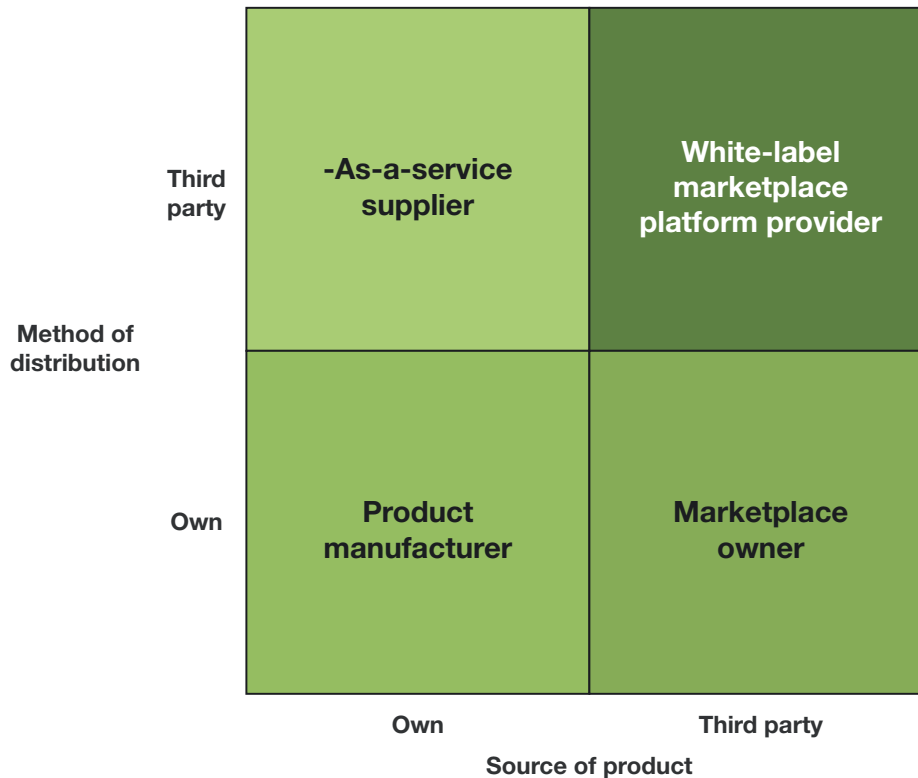 -As-a-service
supplier
White-label
marketplace
platform provider
Third
party
Method of
distribution
Own
Product
manufacturer
Marketplace
owner
Own
Third party
Source of product